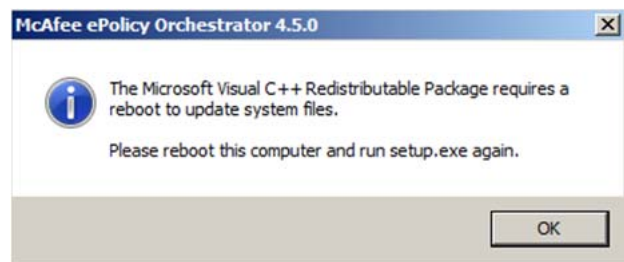 McAfee ePolicy Orchestrator 4.5.0
The Microsoft Visual C++ Redistributable Package requires a
reboot to update system files.
Please reboot this computer and run setup.exe again.
OK